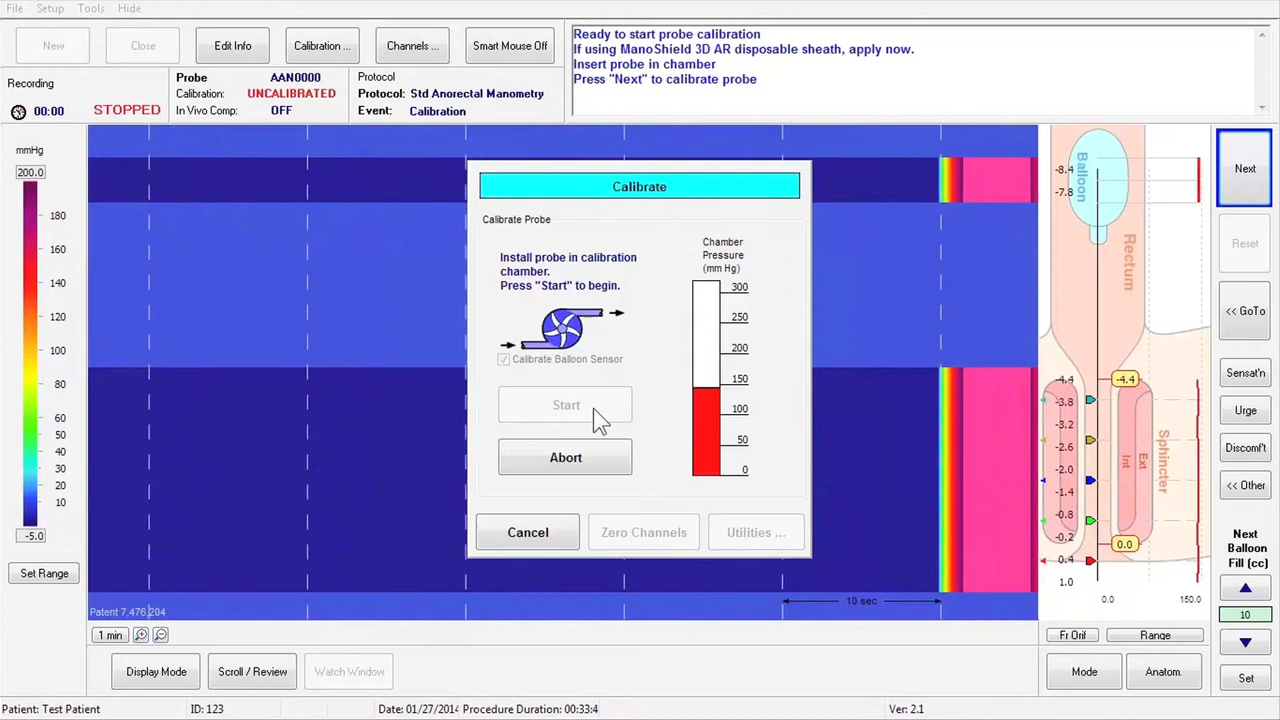 File Setup Tools Hide
New Close Edit Info Calibration ... Channels ... Smart Mouse Off
Ready to start probe calibration
If using ManoShield 3D AR disposable sheath, apply now.
Insert probe in chamber
Press "Next" to calibrate probe
Recording
00:00 STOPPED
Probe AAN0000
Calibration: UNCALIBRATED
In Vivo Comp: OFF
Protocol
Protocol: Std Anorectal Manometry
Event: Calibration
mmHg
200.0
180
160
140
120
100
80
60
50
40
30
20
10
-5.0
Set Range
Calibrate
Calibrate Probe
Install probe in calibration
chamber.
Press "Start" to begin.
Calibrate Balloon Sensor
Start
Abort
Chamber
Pressure
(mm Hg)
300
250
200
150
100
50
0
Cancel Zero Channels Utilities ...
Patent 7,476,204
10 sec
1 min
Display Mode Scroll / Review Watch Window
Balloon
Rectum
Sphincter
Int
Ext
-8.4
-7.8
-4.4 -4.4
-3.8
-3.2
-2.6
-2.0
-1.4
-0.8
-0.2
0.0
0.4
1.0
0.0 150.0
Fr Orif Range
Mode Anatom.
Next
Reset
<< GoTo
Sensat'n
Urge
Discomf't
<< Other
Next
Balloon
Fill (cc)
10
Set
Patient: Test Patient ID: 123 Date: 01/27/2014 Procedure Duration: 00:33:4 Ver: 2.1